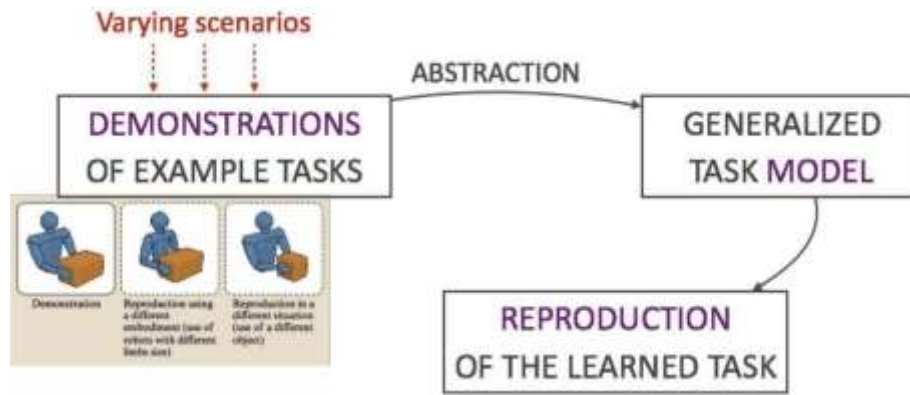 Varying scenarios
ABSTRACTION
DEMONSTRATIONS
OF EXAMPLE TASKS
GENERALIZED
TASK MODEL
Demonstration
Reproduction using
a different
embodiment (use of
robots with different
limbs size)
Reproduction in a
different situation
(use of a different
object)
REPRODUCTION
OF THE LEARNED TASK